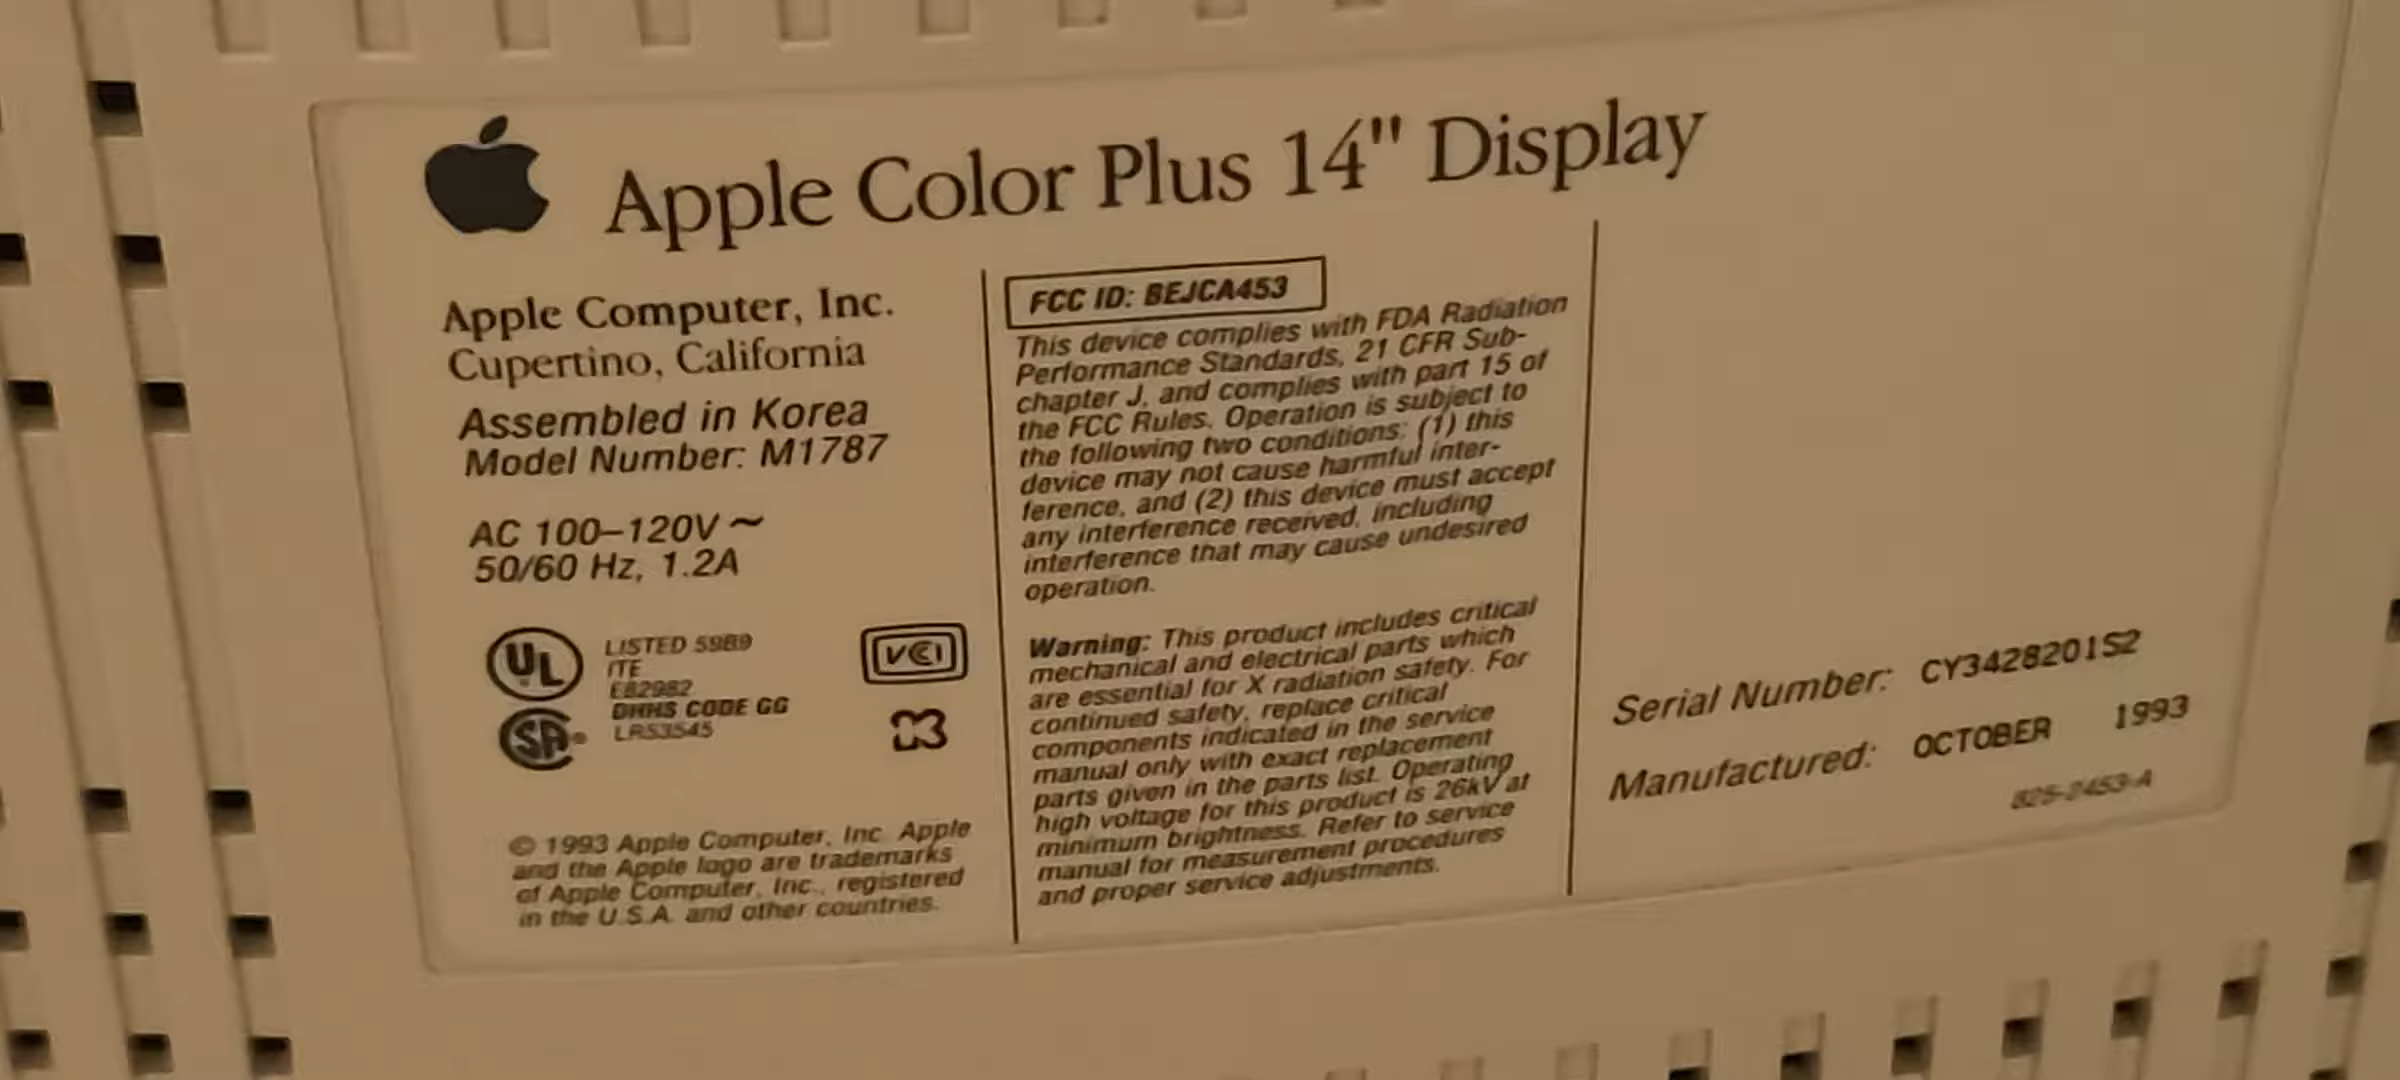 Apple Color Plus 14" Display
Apple Computer, Inc.
Cupertino, California
Assembled in Korea
Model Number: M1787
AC 100–120V ~
50/60 Hz, 1.2A
UL
LISTED 59B9
ITE
E82982
DHHS CODE GG
LR53545
SA
VCI
© 1993 Apple Computer, Inc. Apple
and the Apple logo are trademarks
of Apple Computer, Inc., registered
in the U.S.A. and other countries.
FCC ID: BEJCA453
This device complies with FDA Radiation
Performance Standards, 21 CFR Sub-
chapter J, and complies with part 15 of
the FCC Rules. Operation is subject to
the following two conditions: (1) this
device may not cause harmful inter-
ference, and (2) this device must accept
any interference received, including
interference that may cause undesired
operation.
Warning: This product includes critical
mechanical and electrical parts which
are essential for X radiation safety. For
continued safety, replace critical
components indicated in the service
manual only with exact replacement
parts given in the parts list. Operating
high voltage for this product is 26kV at
minimum brightness. Refer to service
manual for measurement procedures
and proper service adjustments.
Serial Number: CY3428201S2
Manufactured: OCTOBER 1993
825-2453-A